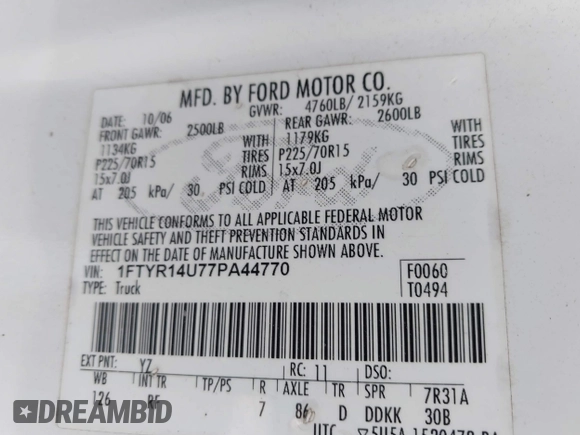 MFD. BY FORD MOTOR CO.
DATE: 10/06 GVWR: 4760LB/ 2159KG
FRONT GAWR: 2500LB REAR GAWR: 2600LB
1134KG WITH 1179KG WITH
P225/70R15 TIRES P225/70R15 TIRES
15x7.0J RIMS 15x7.0J RIMS
AT 205 kPa/ 30 PSI COLD AT 205 kPa/ 30 PSI COLD
THIS VEHICLE CONFORMS TO ALL APPLICABLE FEDERAL MOTOR
VEHICLE SAFETY AND THEFT PREVENTION STANDARDS IN
EFFECT ON THE DATE OF MANUFACTURE SHOWN ABOVE.
VIN: 1FTYR14U77PA44770 F0060
TYPE: Truck T0494
EXT PNT: YZ RC: 11 DSO:
WB INT TR TP/PS R AXLE TR SPR 7R31A
126 7 86 D DDKK 30B
UTC
DREAMBID